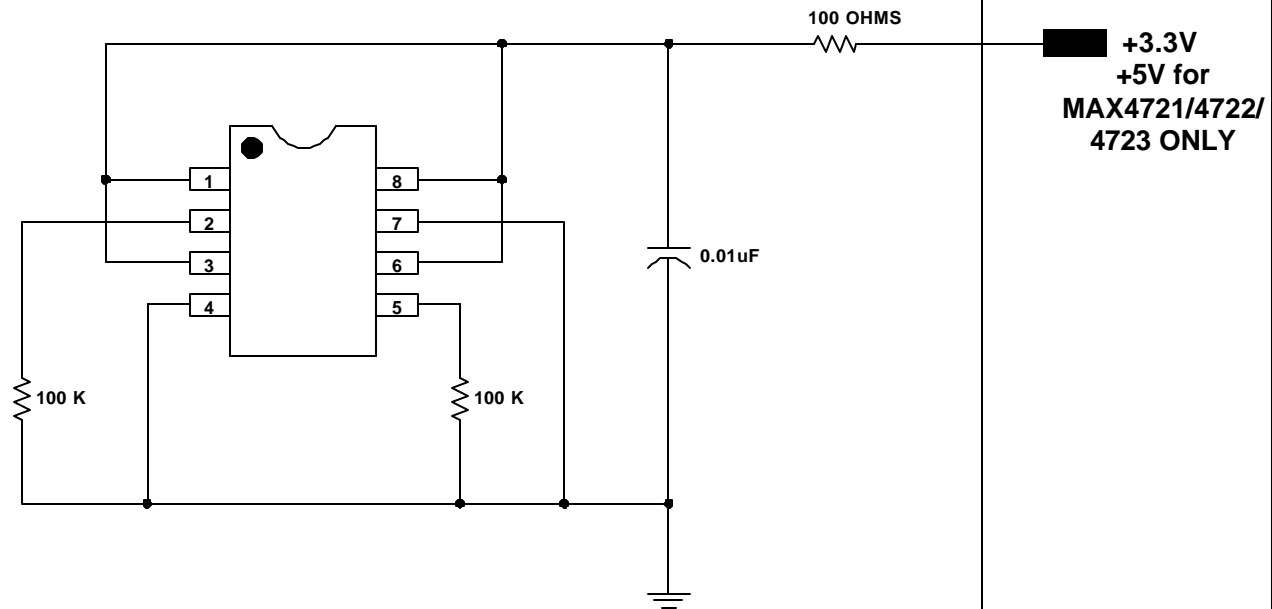 100 OHMS
+3.3V
+5V for
MAX4721/4722/
4723 ONLY
1
8
2
7
3
6
0.01uF
4
5
100 K
100 K